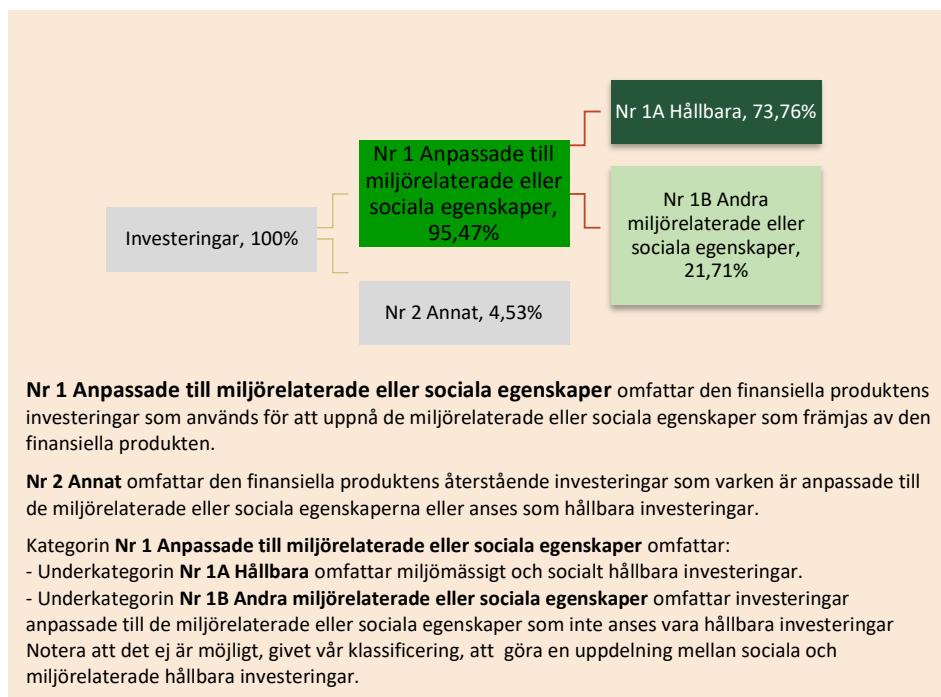 Nr 1A Hållbara, 73,76%
Nr 1 Anpassade till
miljörelaterade eller
sociala egenskaper,
95,47%
Nr 1B Andra
miljörelaterade eller
sociala egenskaper,
21,71%
Investeringar, 100%
Nr 2 Annat, 4,53%
Nr 1 Anpassade till miljörelaterade eller sociala egenskaper omfattar den finansiella produktens
investeringar som används för att uppnå de miljörelaterade eller sociala egenskaper som främjas av den
finansiella produkten.
Nr 2 Annat omfattar den finansiella produktens återstående investeringar som varken är anpassade till
de miljörelaterade eller sociala egenskaperna eller anses som hållbara investeringar.
Kategorin Nr 1 Anpassade till miljörelaterade eller sociala egenskaper omfattar:
- Underkategorin Nr 1A Hållbara omfattar miljömässigt och socialt hållbara investeringar.
- Underkategorin Nr 1B Andra miljörelaterade eller sociala egenskaper omfattar investeringar
anpassade till de miljörelaterade eller sociala egenskaper som inte anses vara hållbara investeringar
Notera att det ej är möjligt, givet vår klassificering, att göra en uppdelning mellan sociala och
miljörelaterade hållbara investeringar.